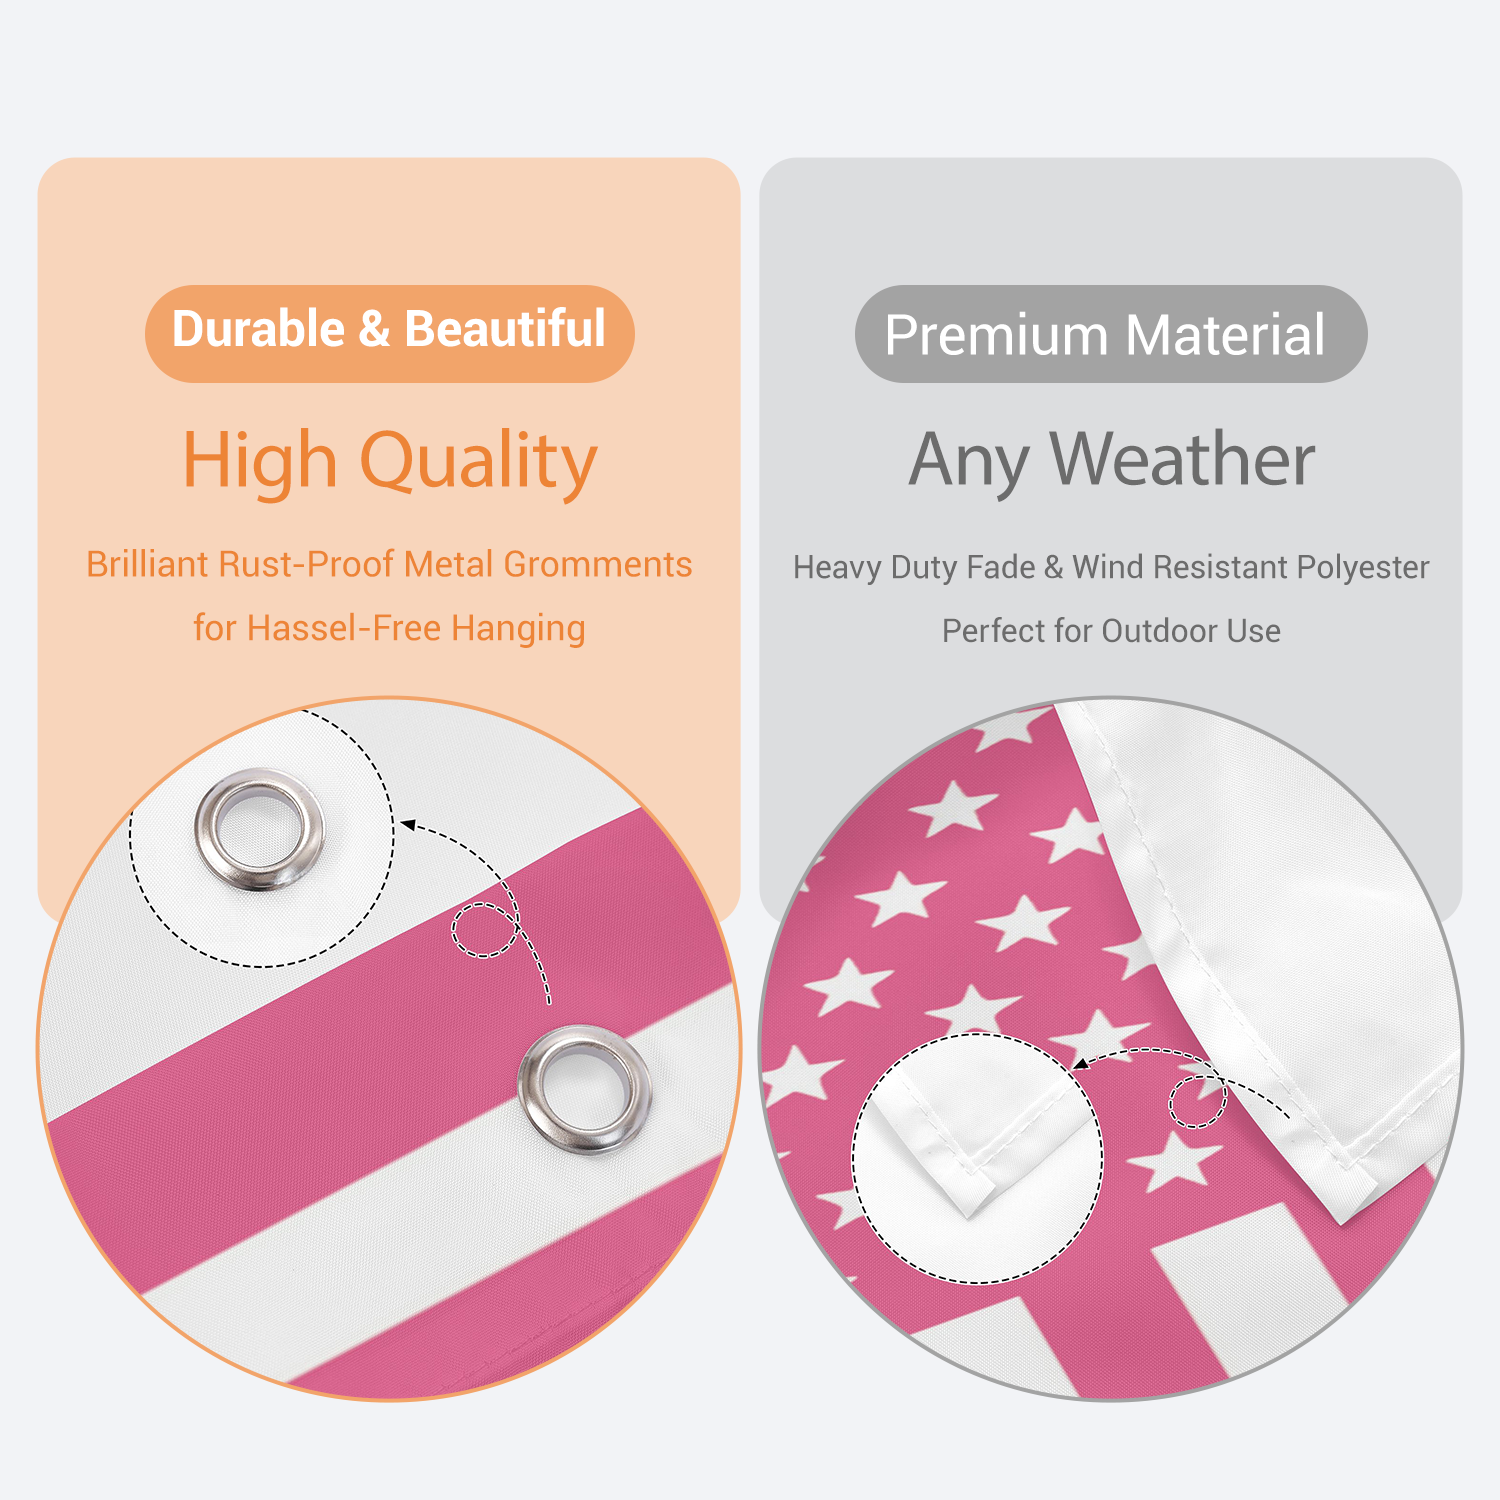 Durable & Beautiful
High Quality
Brilliant Rust-Proof Metal Gromments
for Hassel-Free Hanging
Premium Material
Any Weather
Heavy Duty Fade & Wind Resistant Polyester
Perfect for Outdoor Use